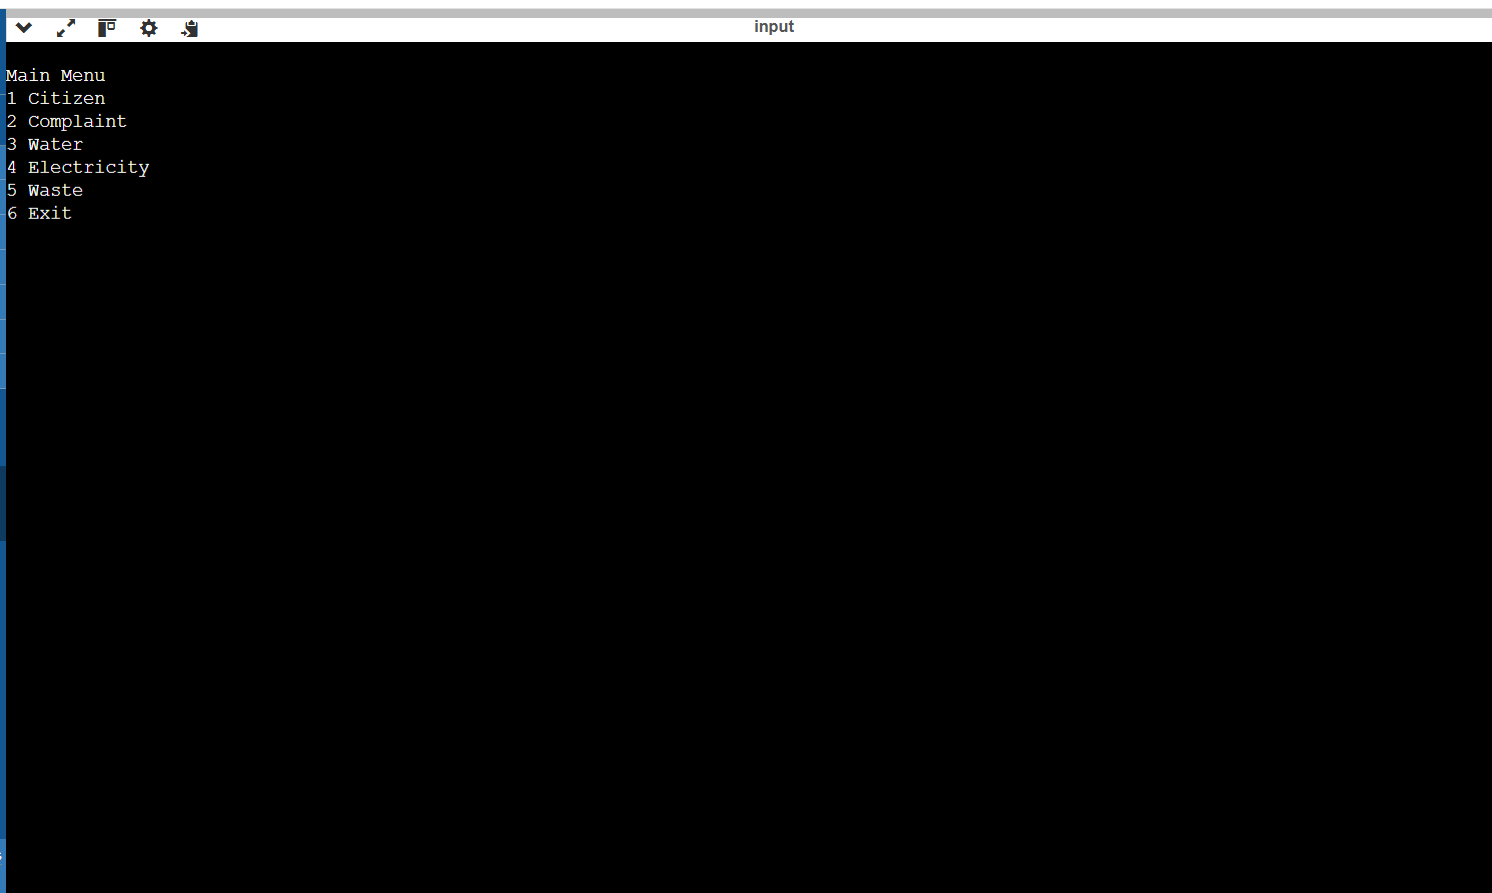 input
Main Menu
1 Citizen
2 Complaint
3 Water
4 Electricity
5 Waste
6 Exit